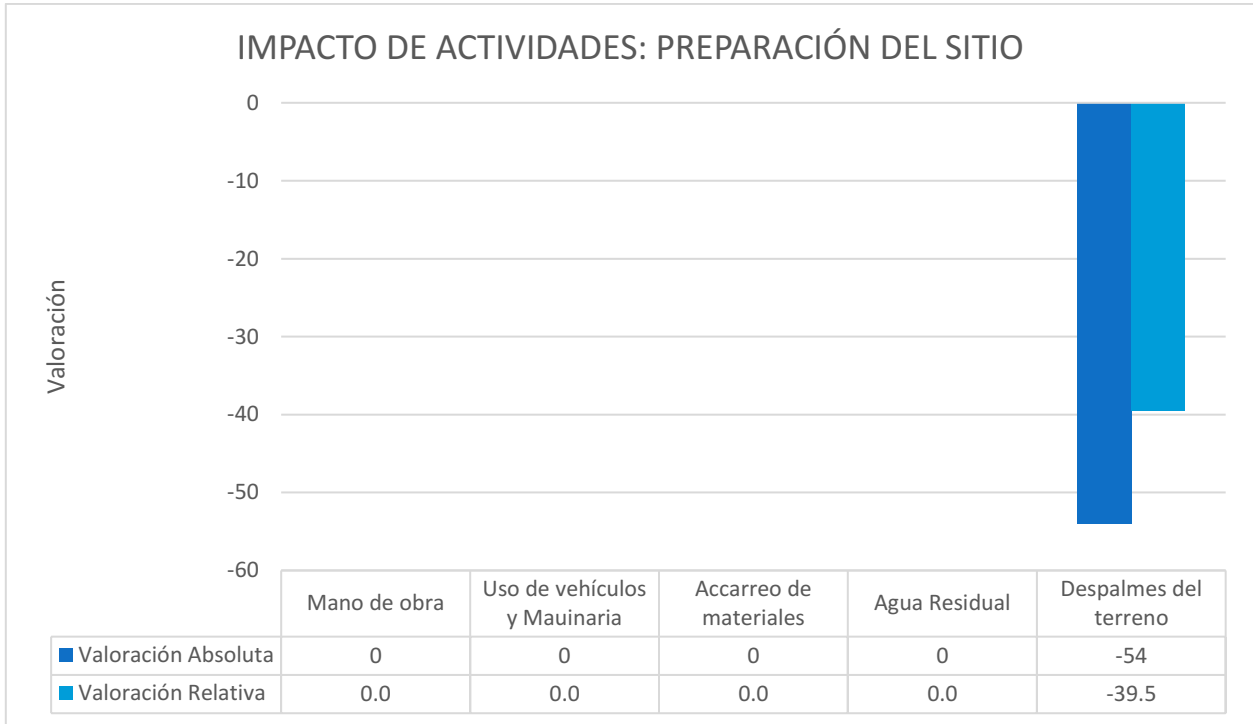 IMPACTO DE ACTIVIDADES: PREPARACIÓN DEL SITIO
Valoración
0
-10
-20
-30
-40
-50
-60
Mano de obra
Uso de vehículos
y Mauinaria
Accarreo de
materiales
Agua Residual
Despalmes del
terreno
Valoración Absoluta 0 0 0 0 -54
Valoración Relativa 0.0 0.0 0.0 0.0 -39.5